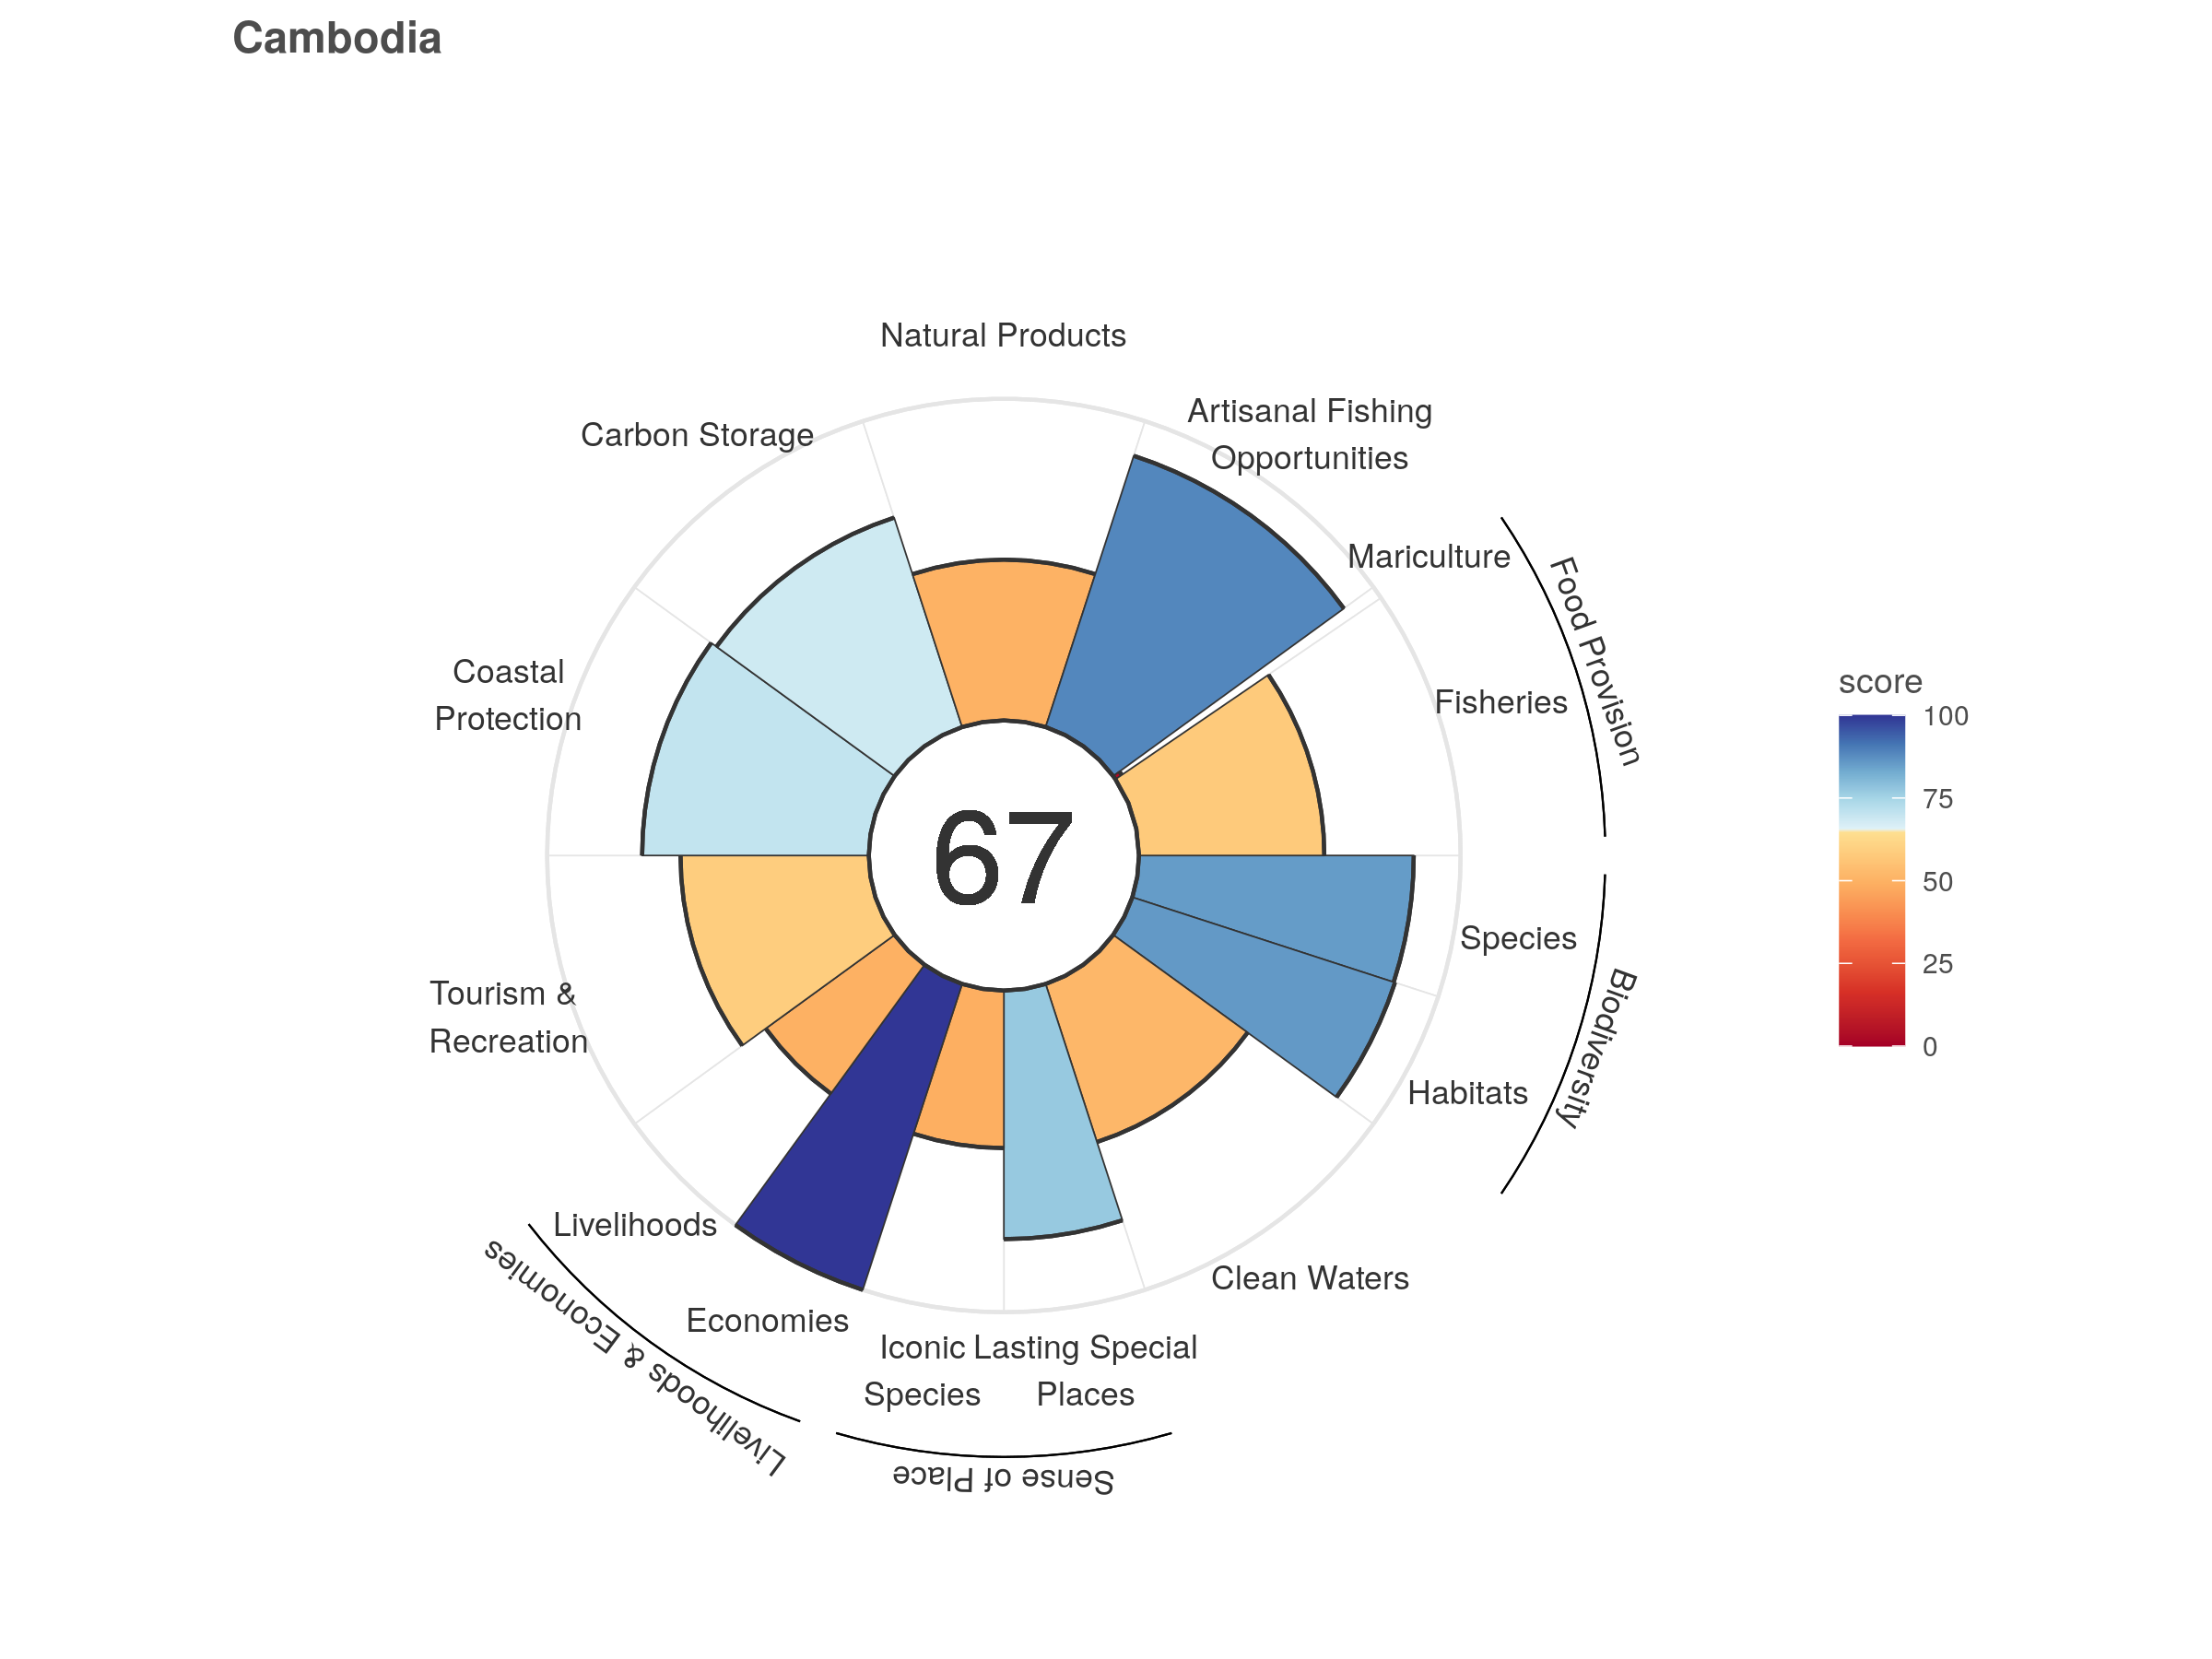 Cambodia
Natural Products
Artisanal Fishing
Opportunities
Carbon Storage
Mariculture
Food Provision
Fisheries
Coastal
Protection
score
100
75
50
25
0
67
Species
Biodiversity
Habitats
Tourism &
Recreation
Livelihoods
Livelihoods & Economies
Economies
Clean Waters
Iconic
Species
Lasting Special
Places
Sense of Place